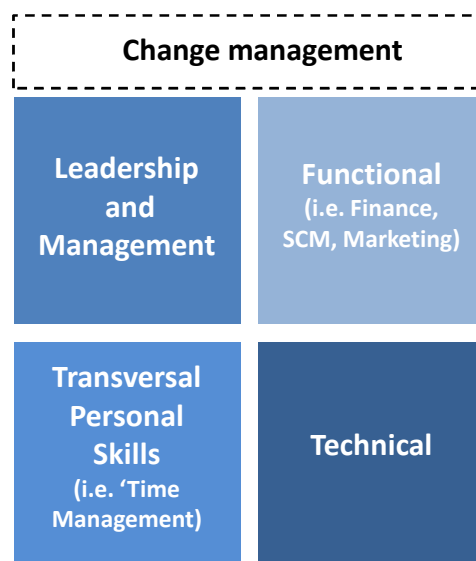 Change management
Leadership
and
Management
Functional
(i.e. Finance,
SCM, Marketing)
Transversal
Personal
Skills
(i.e. ‘Time
Management)
Technical